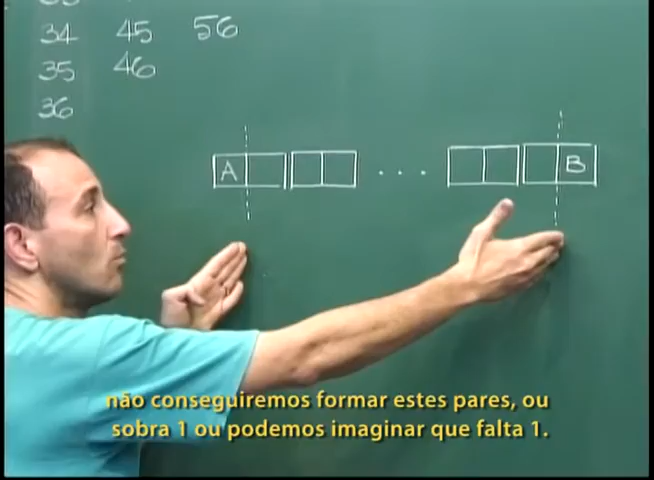 34 45 56
35 46
36
A B
não conseguiremos formar estes pares, ou
sobra 1 ou podemos imaginar que falta 1.